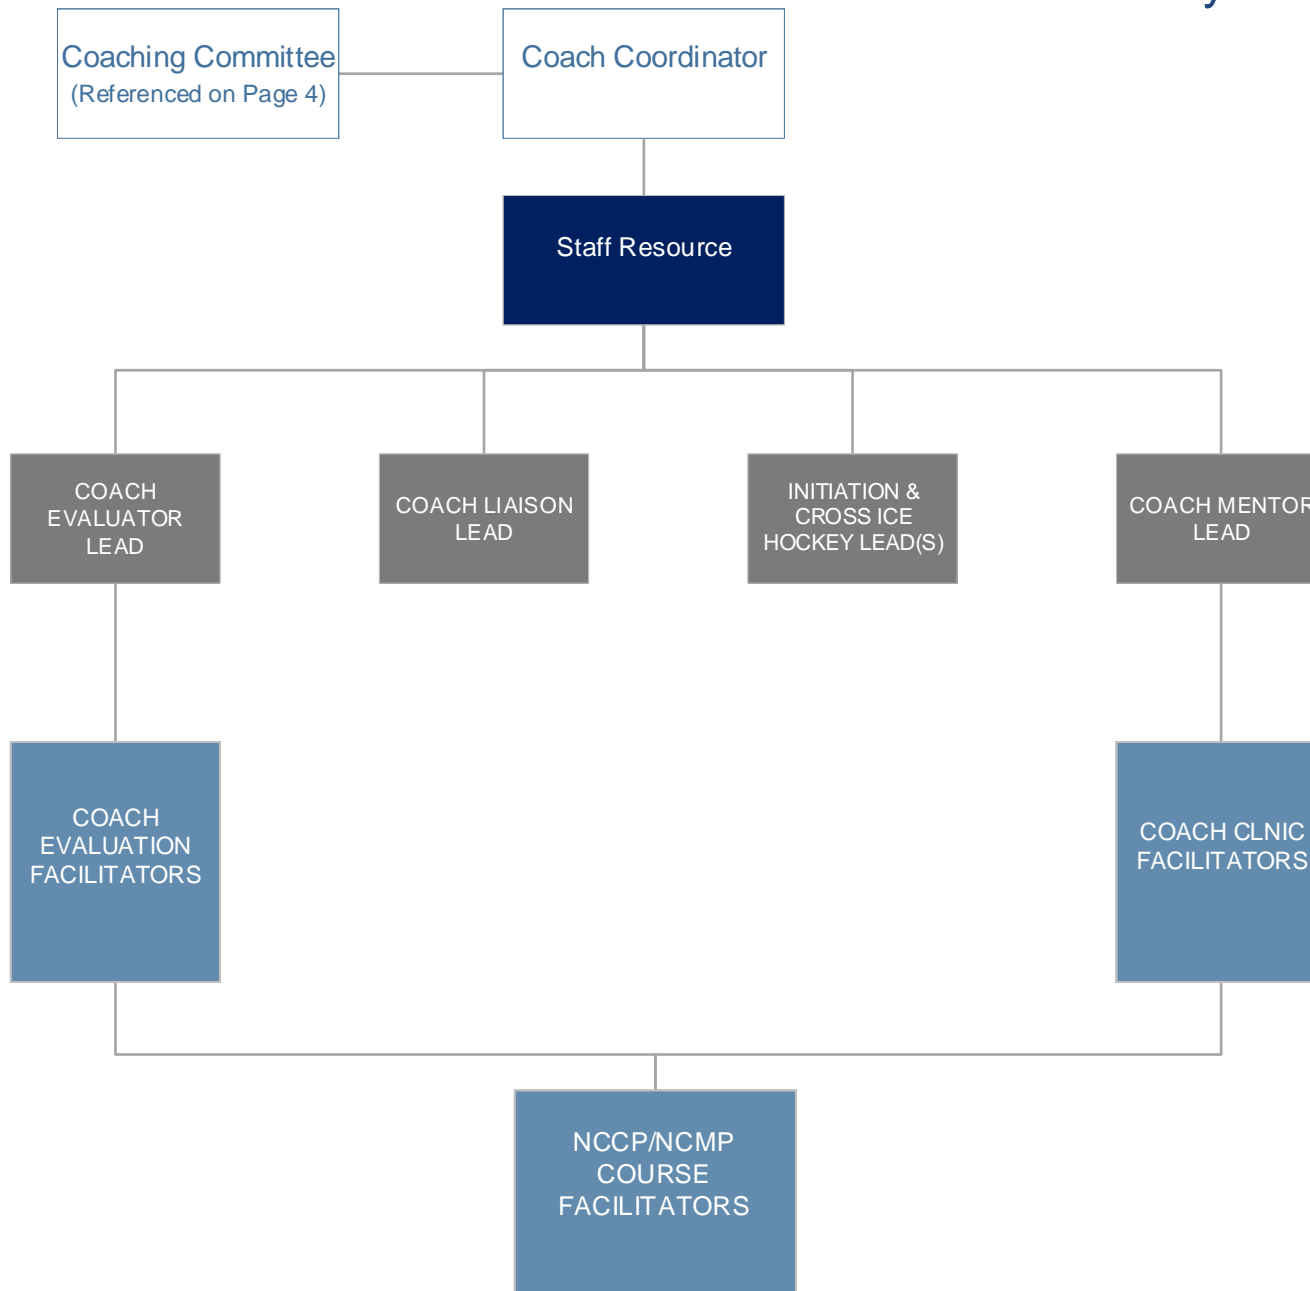 y
Coaching Committee
(Referenced on Page 4)
Coach Coordinator
Staff Resource
COACH
EVALUATOR
LEAD
COACH LIAISON
LEAD
INITIATION &
CROSS ICE
HOCKEY LEAD(S)
COACH MENTOR
LEAD
COACH
EVALUATION
FACILITATORS
COACH CLNIC
FACILITATORS
NCCP/NCMP
COURSE
FACILITATORS